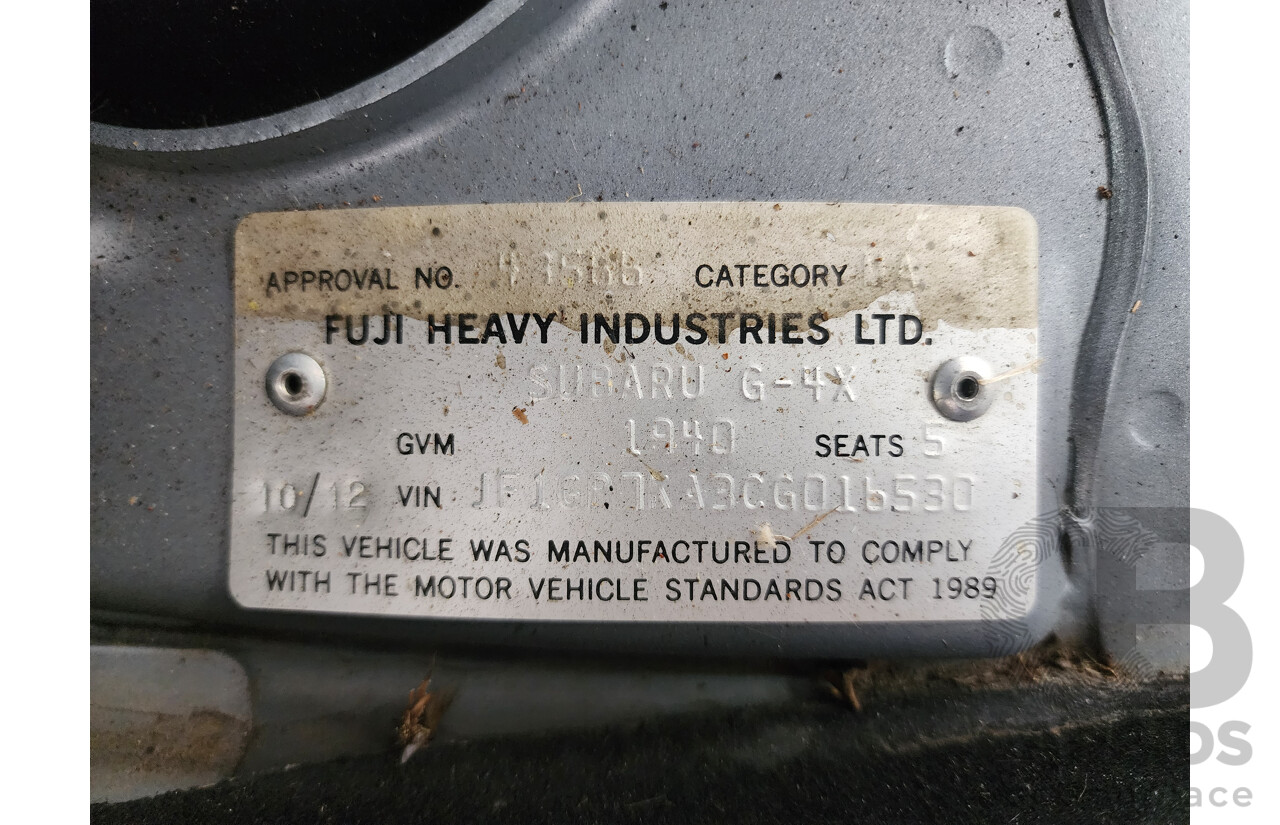 APPROVAL NO. CATEGORY
FUJI HEAVY INDUSTRIES LTD.
SUBARU G-4X
GVM 1940 SEATS 5
10/12 VIN
THIS VEHICLE WAS MANUFACTURED TO COMPLY
WITH THE MOTOR VEHICLE STANDARDS ACT 1989